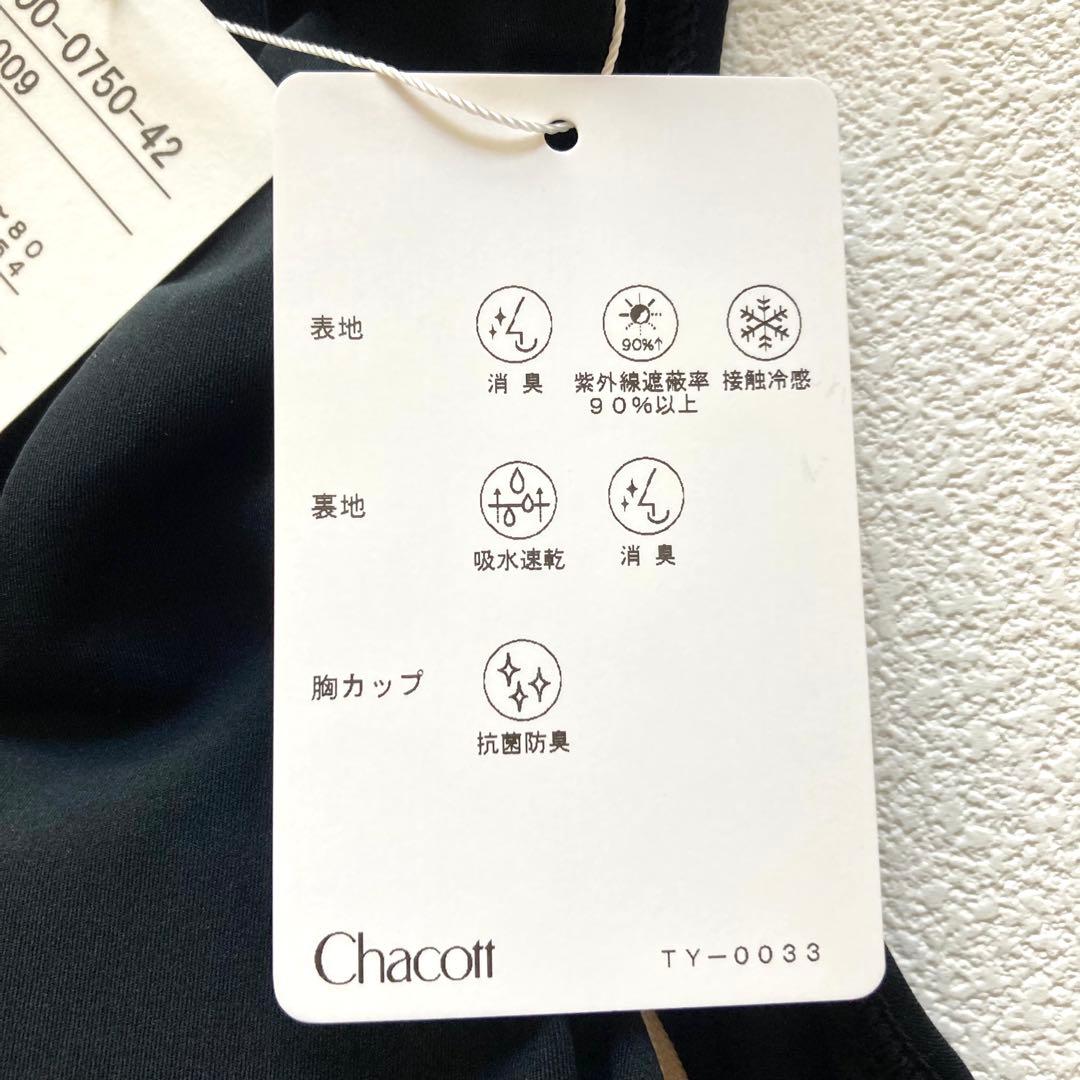 00-0750-42
009
~80
54
表地
90%↑
消 臭
紫外線遮蔽率
90%以上
接触冷感
裏地
吸水速乾
消 臭
胸カップ
抗菌防臭
Chacott
TY-0033